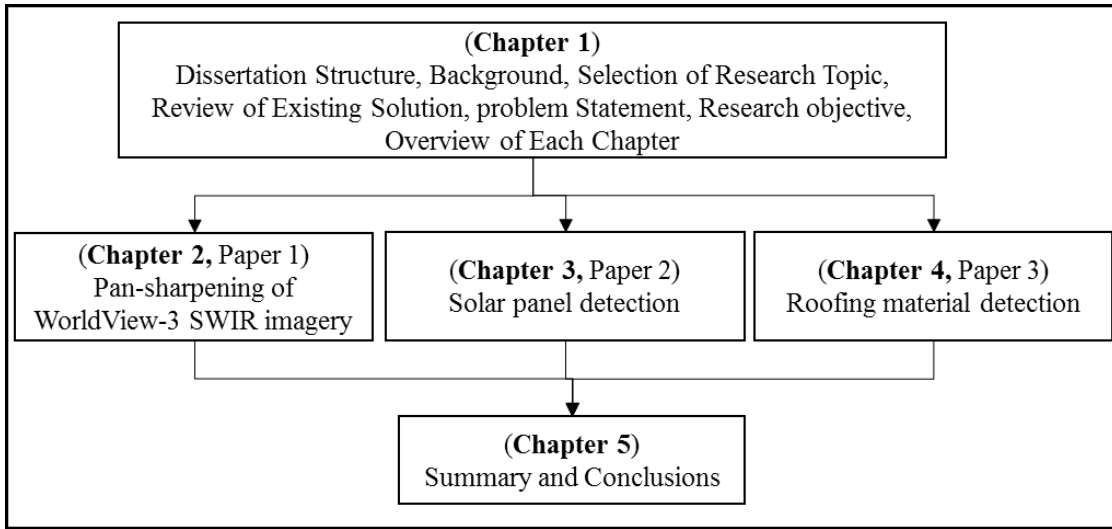 (Chapter 1)
Dissertation Structure, Background, Selection of Research Topic,
Review of Existing Solution, problem Statement, Research objective,
Overview of Each Chapter
(Chapter 2, Paper 1)
Pan-sharpening of
WorldView-3 SWIR imagery
(Chapter 3, Paper 2)
Solar panel detection
(Chapter 4, Paper 3)
Roofing material detection
(Chapter 5)
Summary and Conclusions